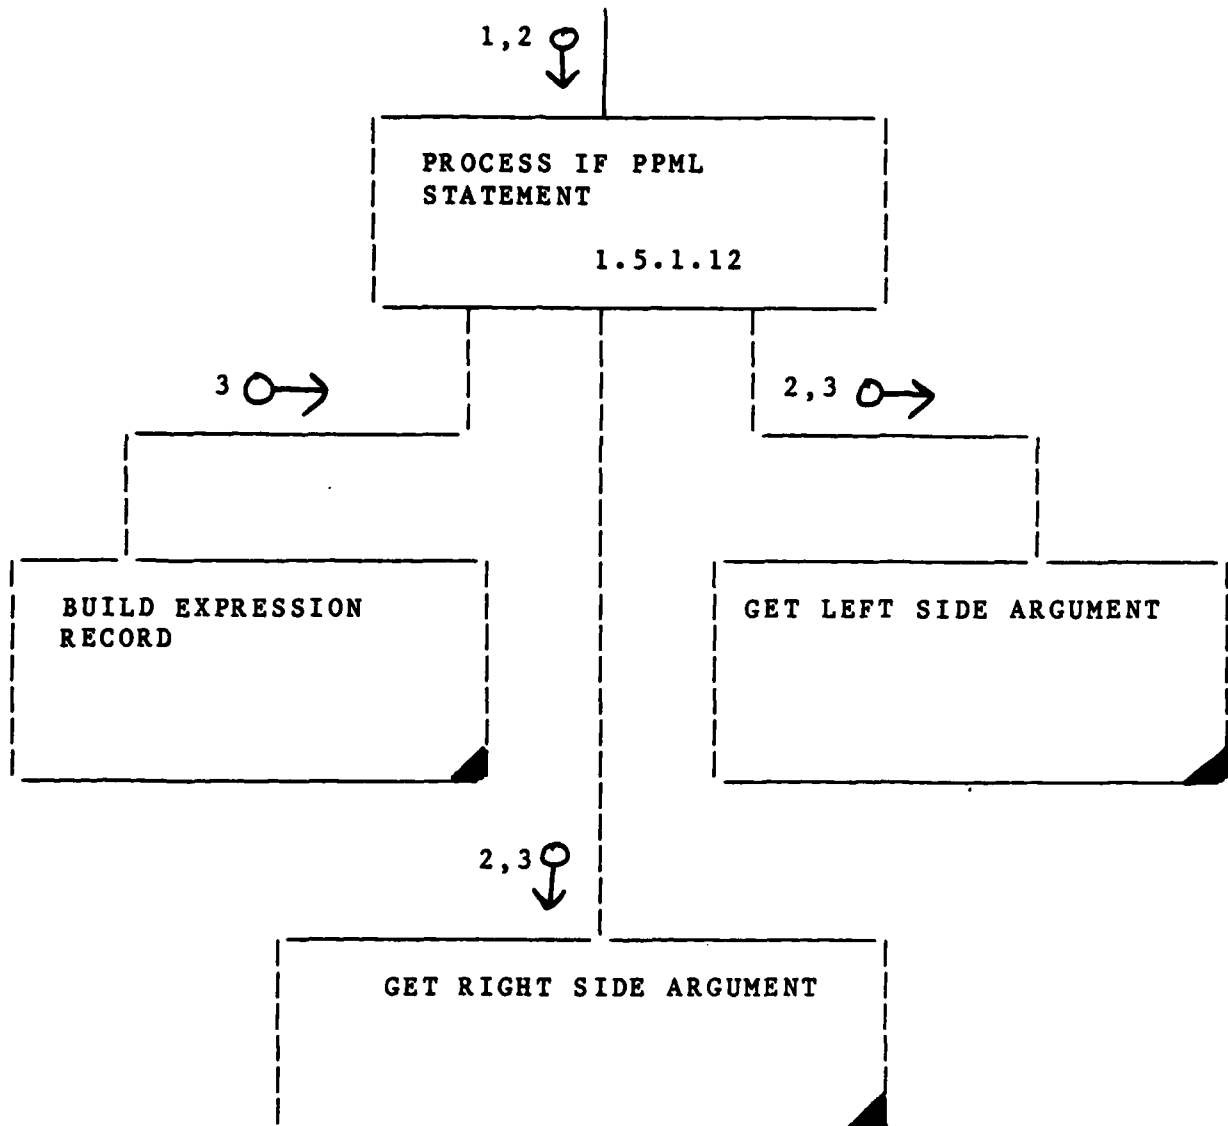 1,2
PROCESS IF PPML
STATEMENT
1.5.1.12
3
2,3
BUILD EXPRESSION
RECORD
GET LEFT SIDE ARGUMENT
2,3
GET RIGHT SIDE ARGUMENT